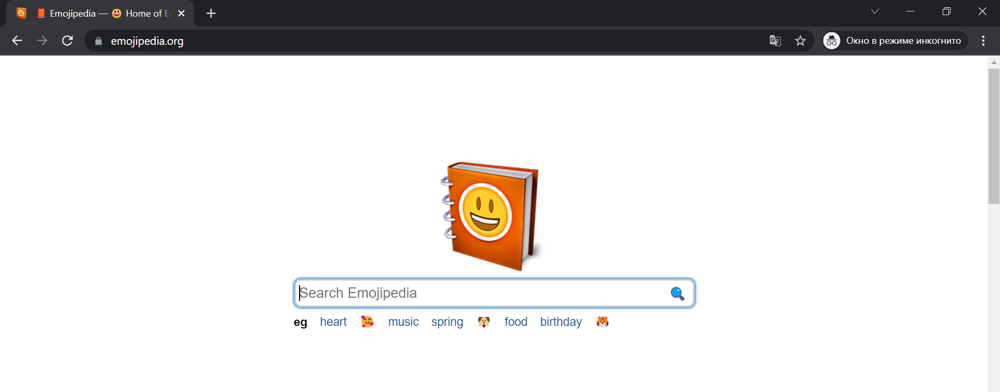 Emojipedia — 😃 Home of E
emojipedia.org
Окно в режиме инкогнито
Search Emojipedia
eg heart 🥰 music spring 🐶 food birthday 🐯